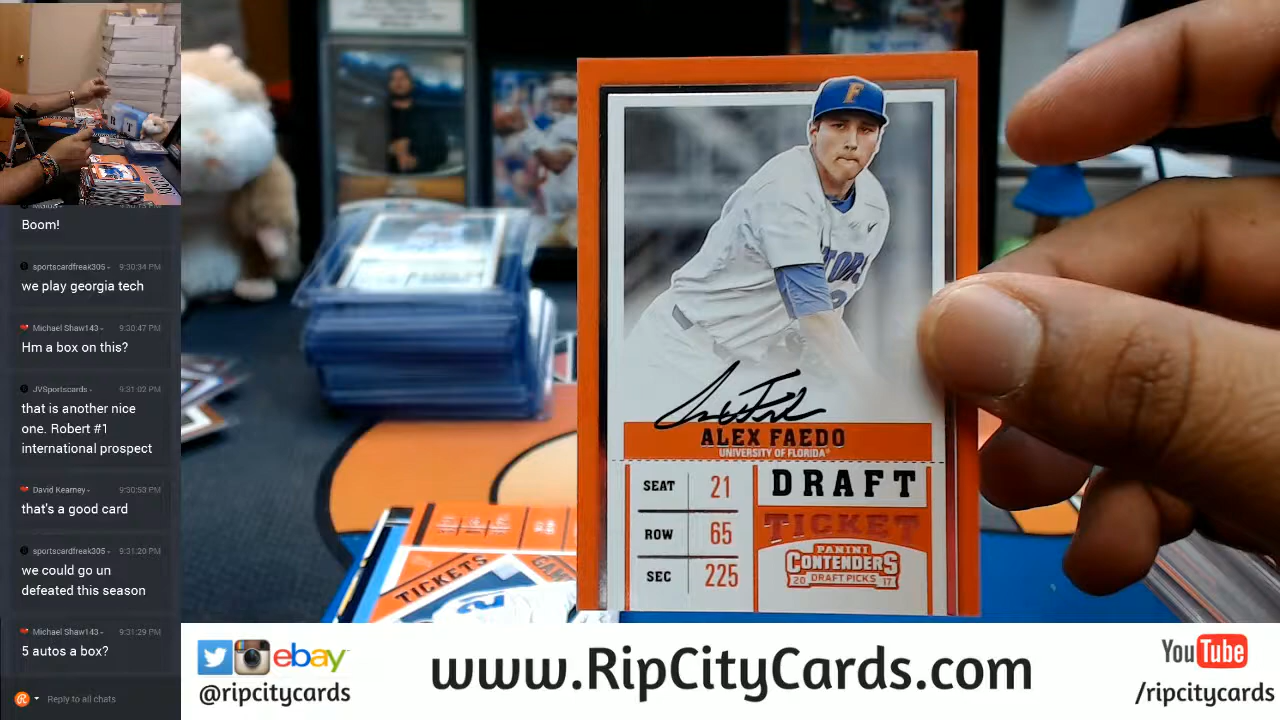 Boom!
sportscardfreak305 - 9:30:34 PM
we play georgia tech
Michael Shaw143 - 9:30:47 PM
Hm a box on this?
JVSportscards - 9:31:02 PM
that is another nice
one. Robert #1
international prospect
David Kearney - 9:30:53 PM
that's a good card
sportscardfreak305 - 9:31:20 PM
we could go un
defeated this season
Michael Shaw143 - 9:31:29 PM
5 autos a box?
Reply to all chats
F
ALEX FAEDO
UNIVERSITY OF FLORIDA®
SEAT 21
ROW 65
SEC 225
DRAFT
TICKET
PANINI
CONTENDERS
20 DRAFT PICKS 17
TICKETS
ebay
@ripcitycards
www.RipCityCards.com
YouTube
/ripcitycards